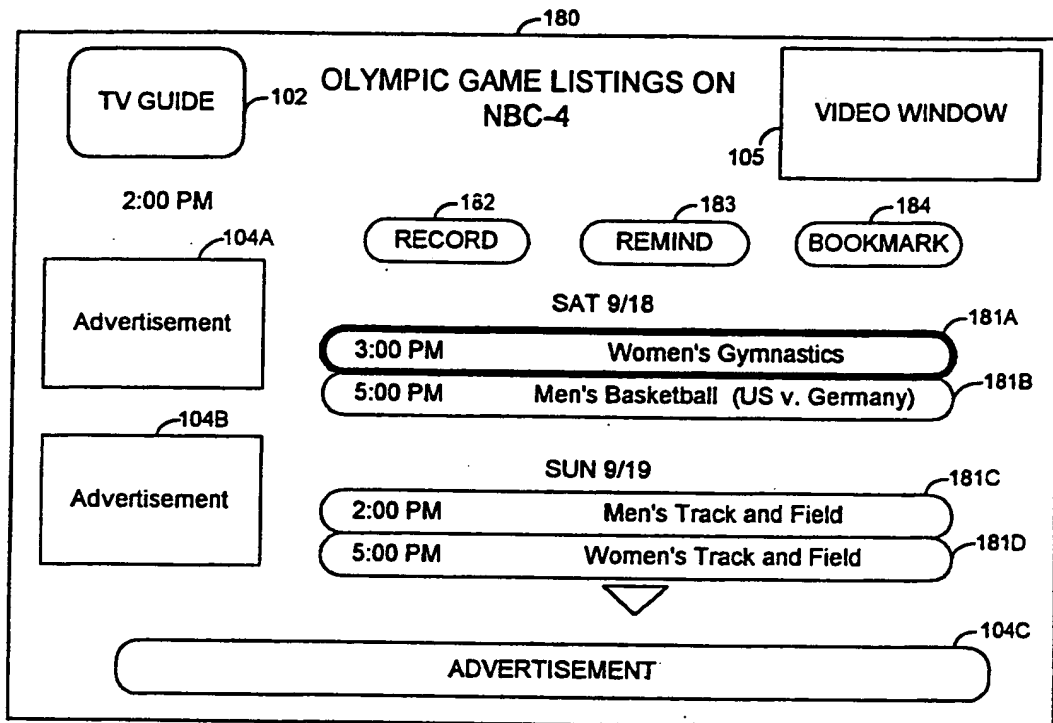 180
TV GUIDE
102
OLYMPIC GAME LISTINGS ON
NBC-4
VIDEO WINDOW
105
2:00 PM
182
183
184
RECORD
REMIND
BOOKMARK
104A
Advertisement
SAT 9/18
181A
3:00 PM Women's Gymnastics
5:00 PM Men's Basketball (US v. Germany)
181B
104B
Advertisement
SUN 9/19
181C
2:00 PM Men's Track and Field
5:00 PM Women's Track and Field
181D
104C
ADVERTISEMENT